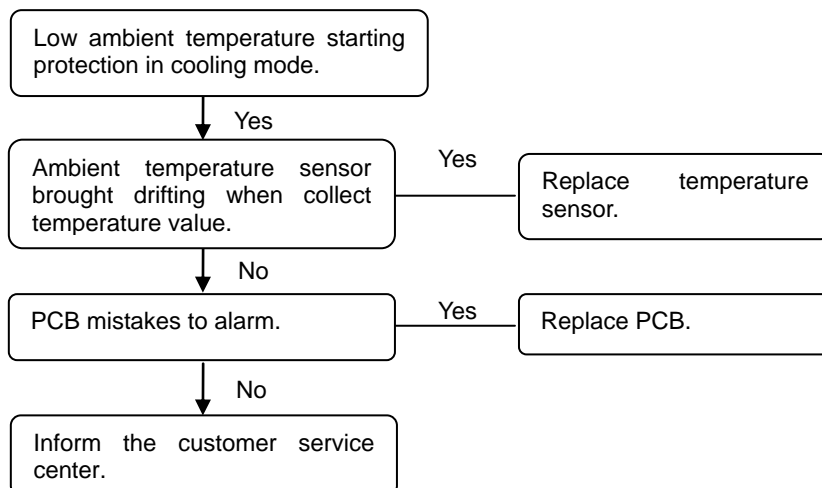 Low ambient temperature starting
protection in cooling mode.
Yes
Ambient temperature sensor
brought drifting when collect
temperature value.
Yes
Replace temperature
sensor.
No
PCB mistakes to alarm.
Yes
Replace PCB.
No
Inform the customer service
center.